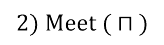 2) Meet ( ⊓ )